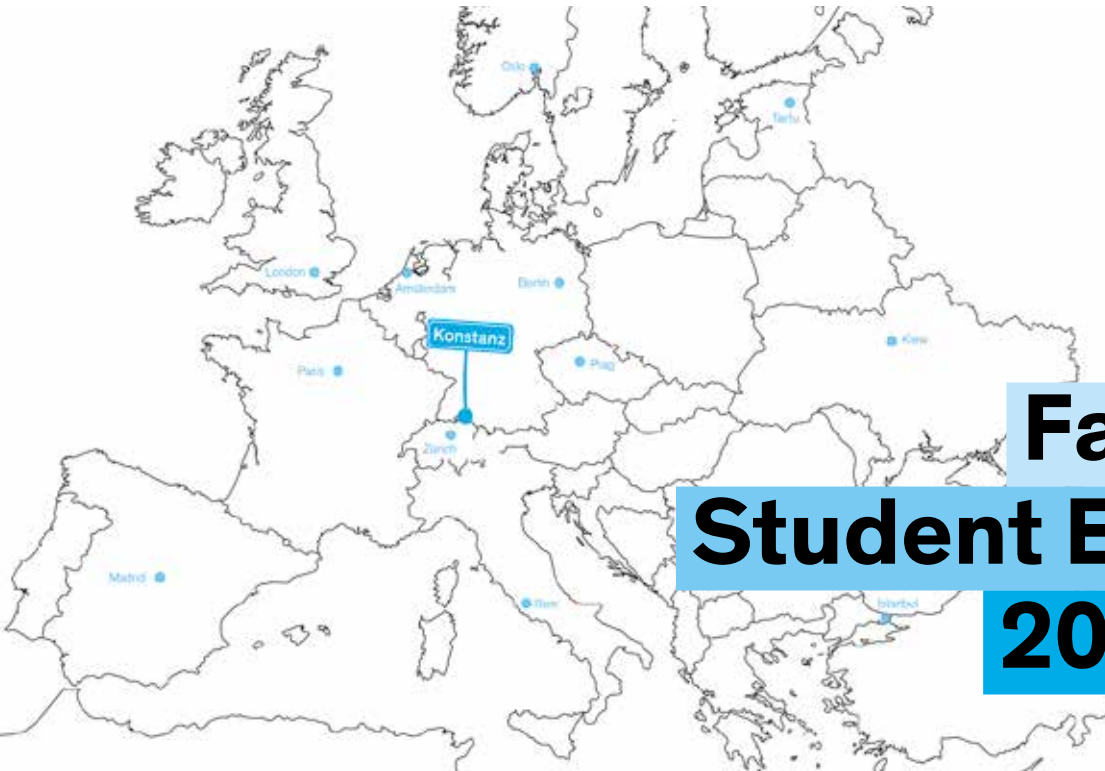 Oslo
Tartu
London
Amsterdam
Berlin
Konstanz
Kiew
Prag
Paris
Zürich
Fa
Student E
Madrid
Rom
Istanbul
20